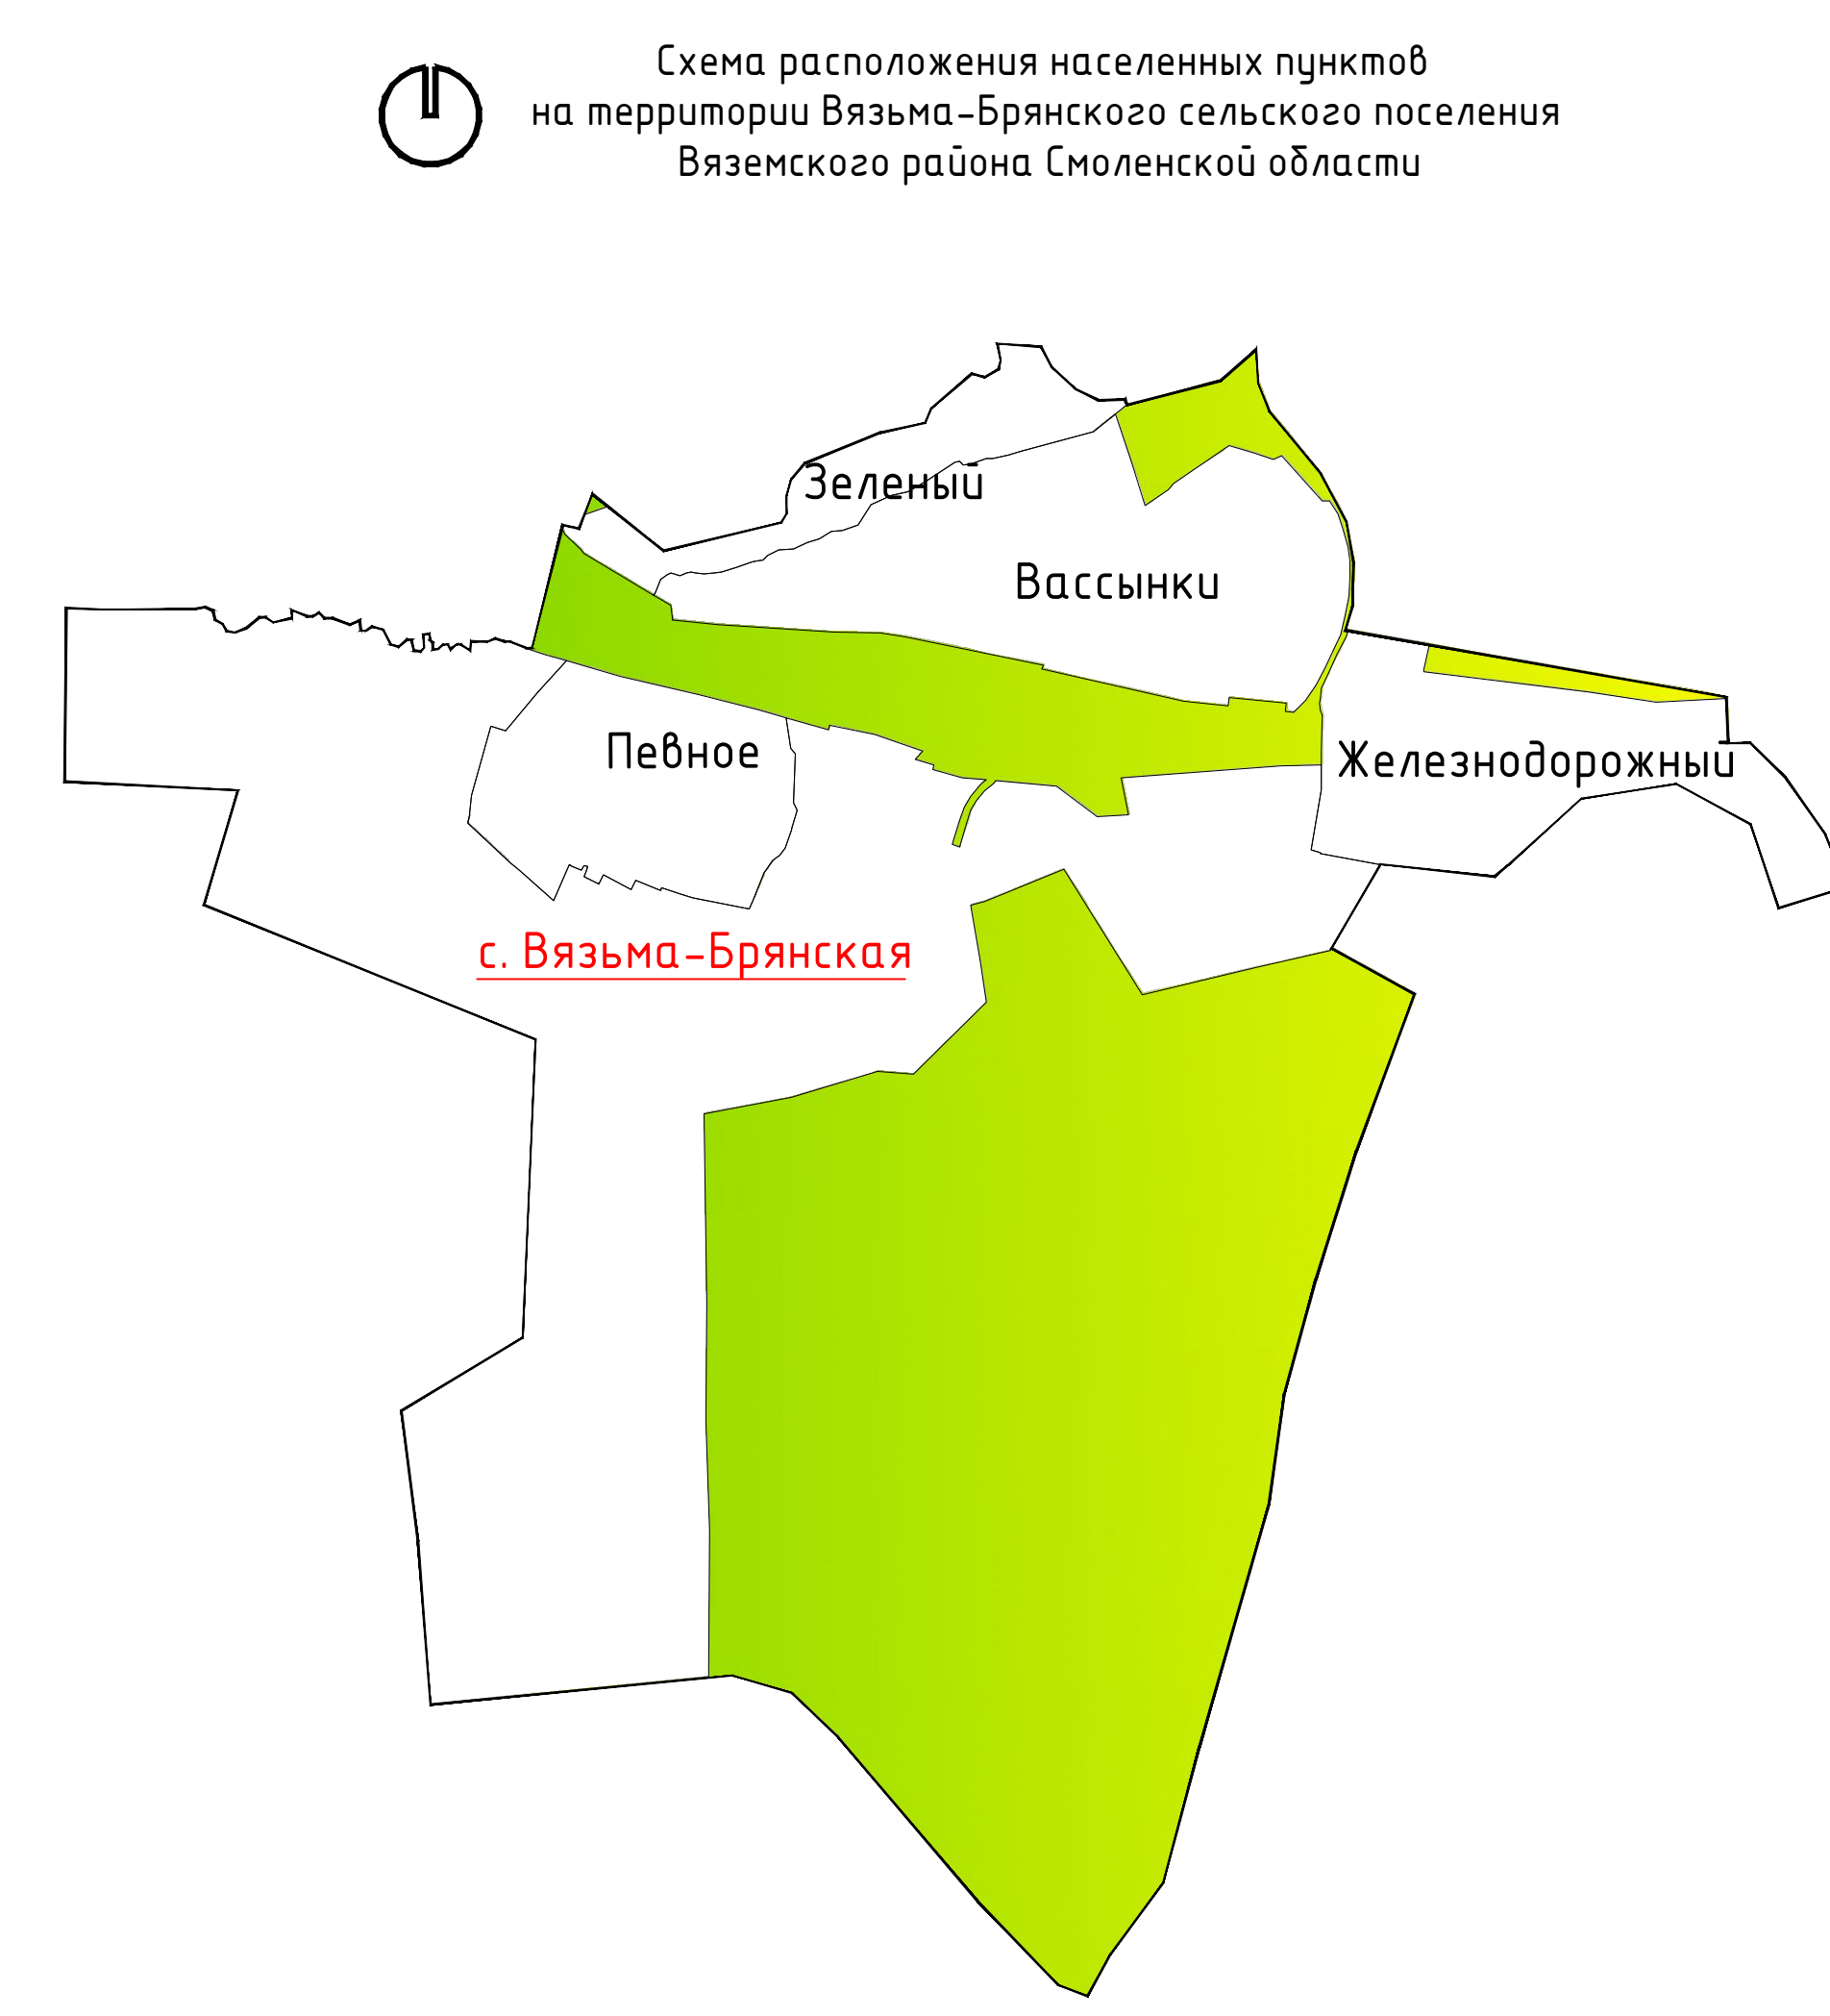 Схема расположения населенных пунктов
на территории Вязьма-Брянского сельского поселения
Вяземского района Смоленской области
Зеленый
Вассынки
Певное
Железнодорожный
с. Вязьма-Брянская